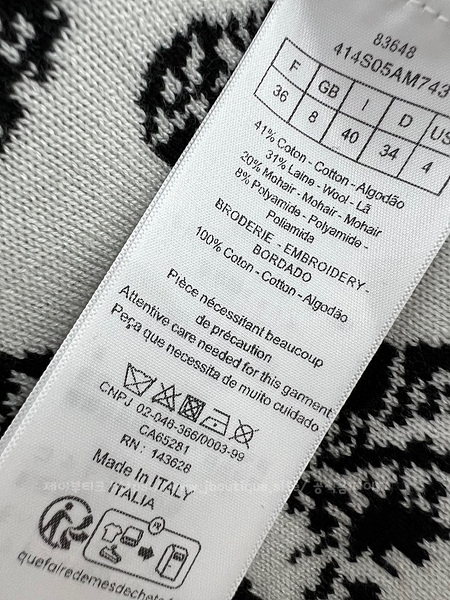 83648
414S05AM743
F GB I D US
36 8 40 34 4
41% Coton - Cotton - Algodão
31% Laine - Wool - Lã
20% Mohair - Mohair - Mohair
8% Polyamide - Polyamide -
Poliamida
BRODERIE - EMBROIDERY -
BORDADO
100% Coton - Cotton - Algodão
Pièce nécessitant beaucoup
de précaution
Attentive care needed for this garment
Peça que necessita de muito cuidado
CNPJ 02-046-366/0003-99
CA65281
RN: 143628
Made In ITALY
ITALIA
FR
quefairedemesdechets